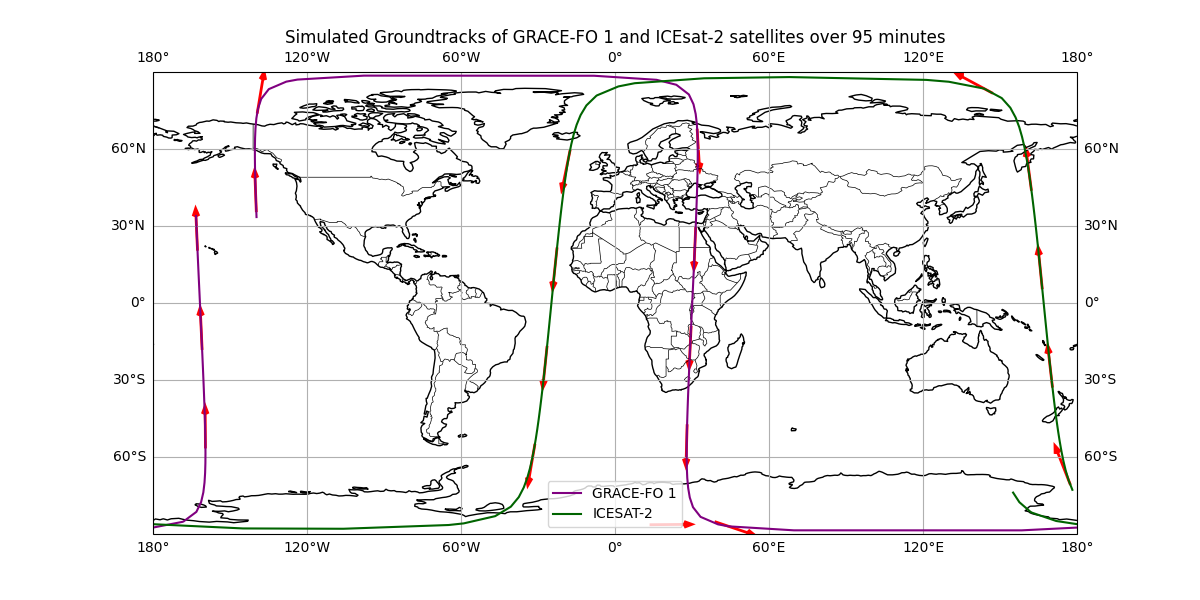 Simulated Groundtracks of GRACE-FO 1 and ICEsat-2 satellites over 95 minutes
180° 120°W 60°W 0° 60°E 120°E 180°
60°N 60°N
30°N 30°N
0° 0°
30°S 30°S
60°S 60°S
GRACE-FO 1
ICESAT-2
180° 120°W 60°W 0° 60°E 120°E 180°